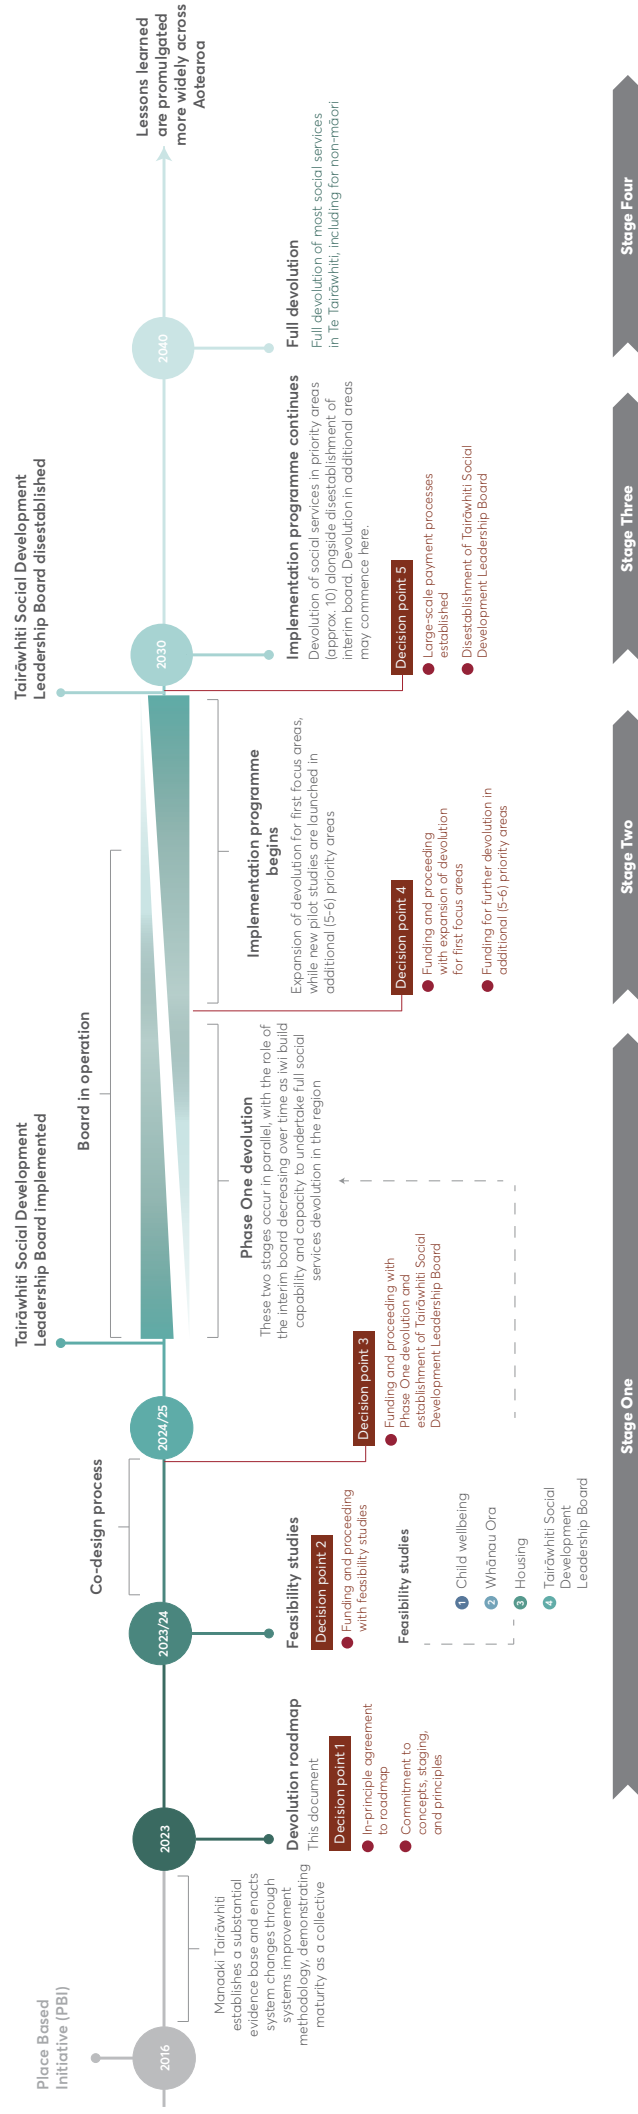 Place Based
Initiative (PBI)
2016
Manaaki Tairāwhiti
establishes a substantial
evidence base and enacts
system changes through
systems improvement
methodology, demonstrating
maturity as a collective
2023
Devolution roadmap
This document
Decision point 1
In-principle agreement
to roadmap
Commitment to
concepts, staging,
and principles
2023/24
Feasibility studies
Decision point 2
Funding and proceeding
with feasibility studies
Feasibility studies
1 Child wellbeing
2 Whānau Ora
3 Housing
4 Tairāwhiti Social
Development
Leadership Board
Co-design process
2024/25
Decision point 3
Funding and proceeding with
Phase One devolution and
establishment of Tairāwhiti Social
Development Leadership Board
Tairāwhiti Social Development
Leadership Board implemented
Board in operation
Phase One devolution
These two stages occur in parallel, with the role of
the interim board decreasing over time as iwi build
capability and capacity to undertake full social
services devolution in the region
Decision point 4
Funding and proceeding
with expansion of devolution
for first focus areas
Funding for further devolution in
additional (5-6) priority areas
Implementation programme
begins
Expansion of devolution for first focus areas,
while new pilot studies are launched in
additional (5-6) priority areas
Tairāwhiti Social Development
Leadership Board disestablished
2030
Implementation programme continues
Devolution of social services in priority areas
(approx. 10) alongside disestablishment of
interim board. Devolution in additional areas
may commence here.
Decision point 5
Large-scale payment processes
established
Disestablishment of Tairāwhiti Social
Development Leadership Board
2040
Full devolution
Full devolution of most social services
in Te Tairāwhiti, including for non-māori
Lessons learned
are promulgated
more widely across
Aotearoa
Stage One
Stage Two
Stage Three
Stage Four